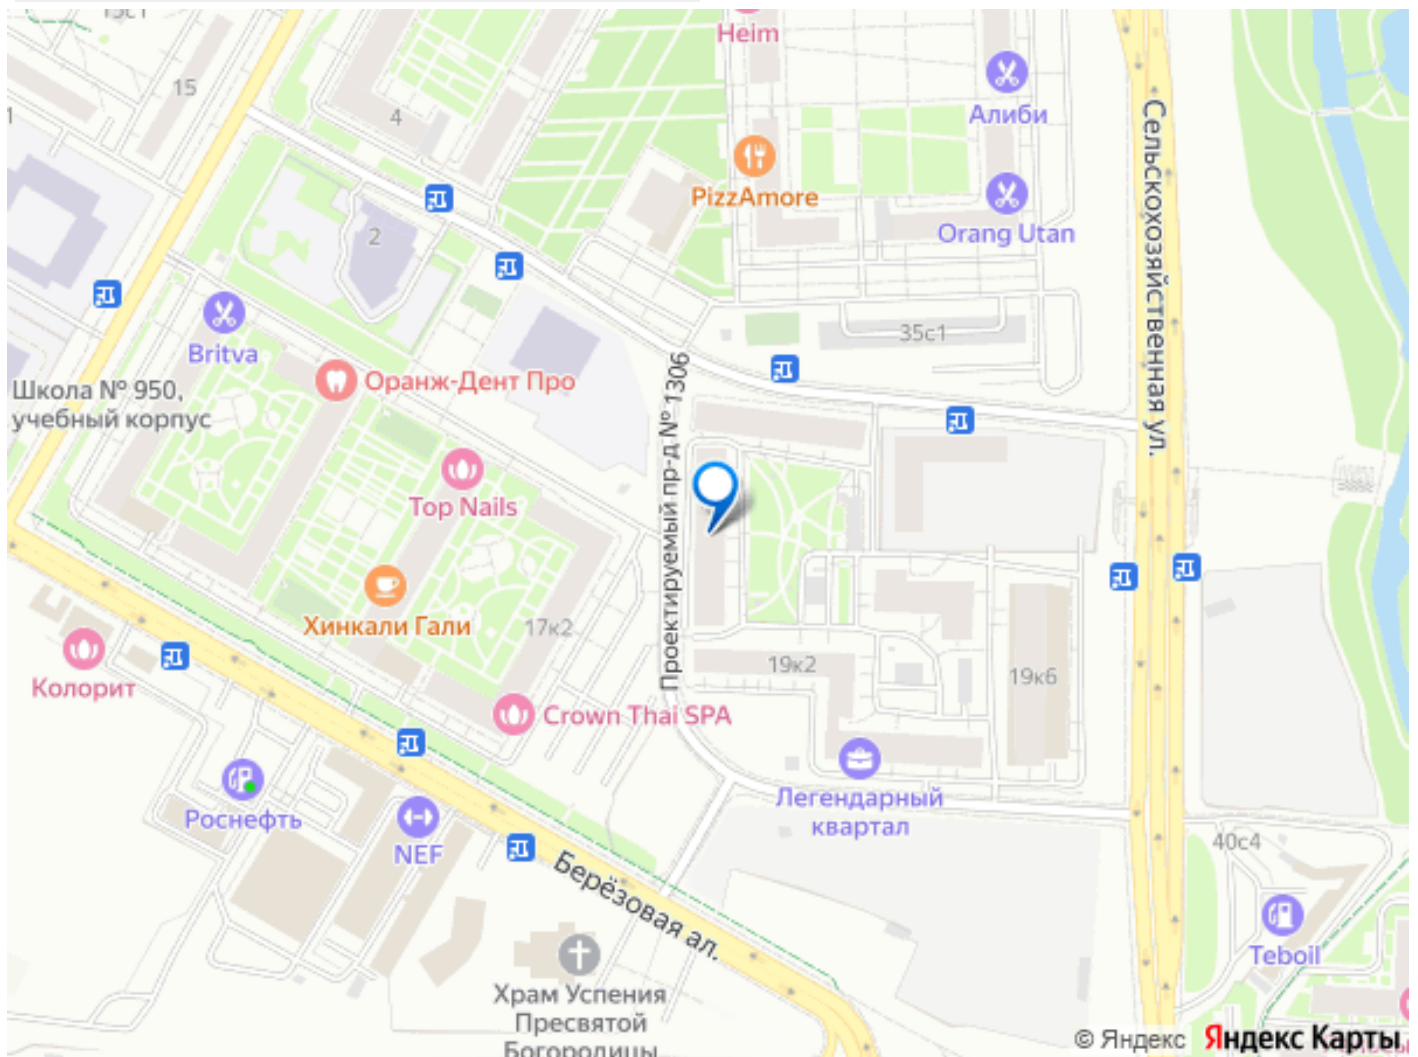 15с1
Heim
15
4
Алиби
1
PizzAmore
Orang Utan
2
Сельскохозяйственная ул.
35с1
Britva
Оранж-Дент Про
Школа № 950,
учебный корпус
Проектируемый пр-д № 1306
Top Nails
Хинкали Гали
17к2
19к2
19к6
Колорит
Crown Thai SPA
Легендарный
квартал
Роснефть
NEF
40с4
Берёзовая ал.
Teboil
Храм Успения
Пресвятой
Богородицы
© Яндекс Яндекс Карты